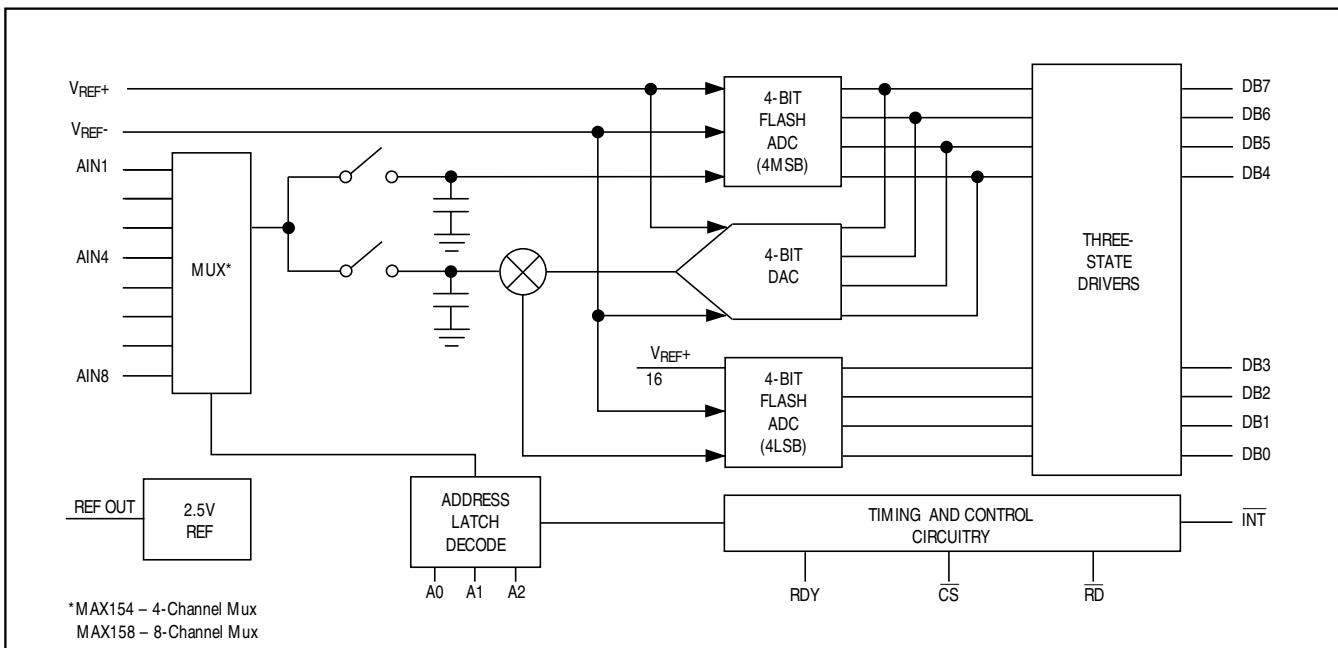 VREF+
VREF-
AIN1
AIN4
AIN8
MUX*
4-BIT
FLASH
ADC
(4MSB)
4-BIT
DAC
VREF+
16
4-BIT
FLASH
ADC
(4LSB)
THREE-
STATE
DRIVERS
DB7
DB6
DB5
DB4
DB3
DB2
DB1
DB0
REF OUT
2.5V
REF
ADDRESS
LATCH
DECODE
A0 A1 A2
TIMING AND CONTROL
CIRCUITRY
INT
RDY CS RD
*MAX154 – 4-Channel Mux
MAX158 – 8-Channel Mux